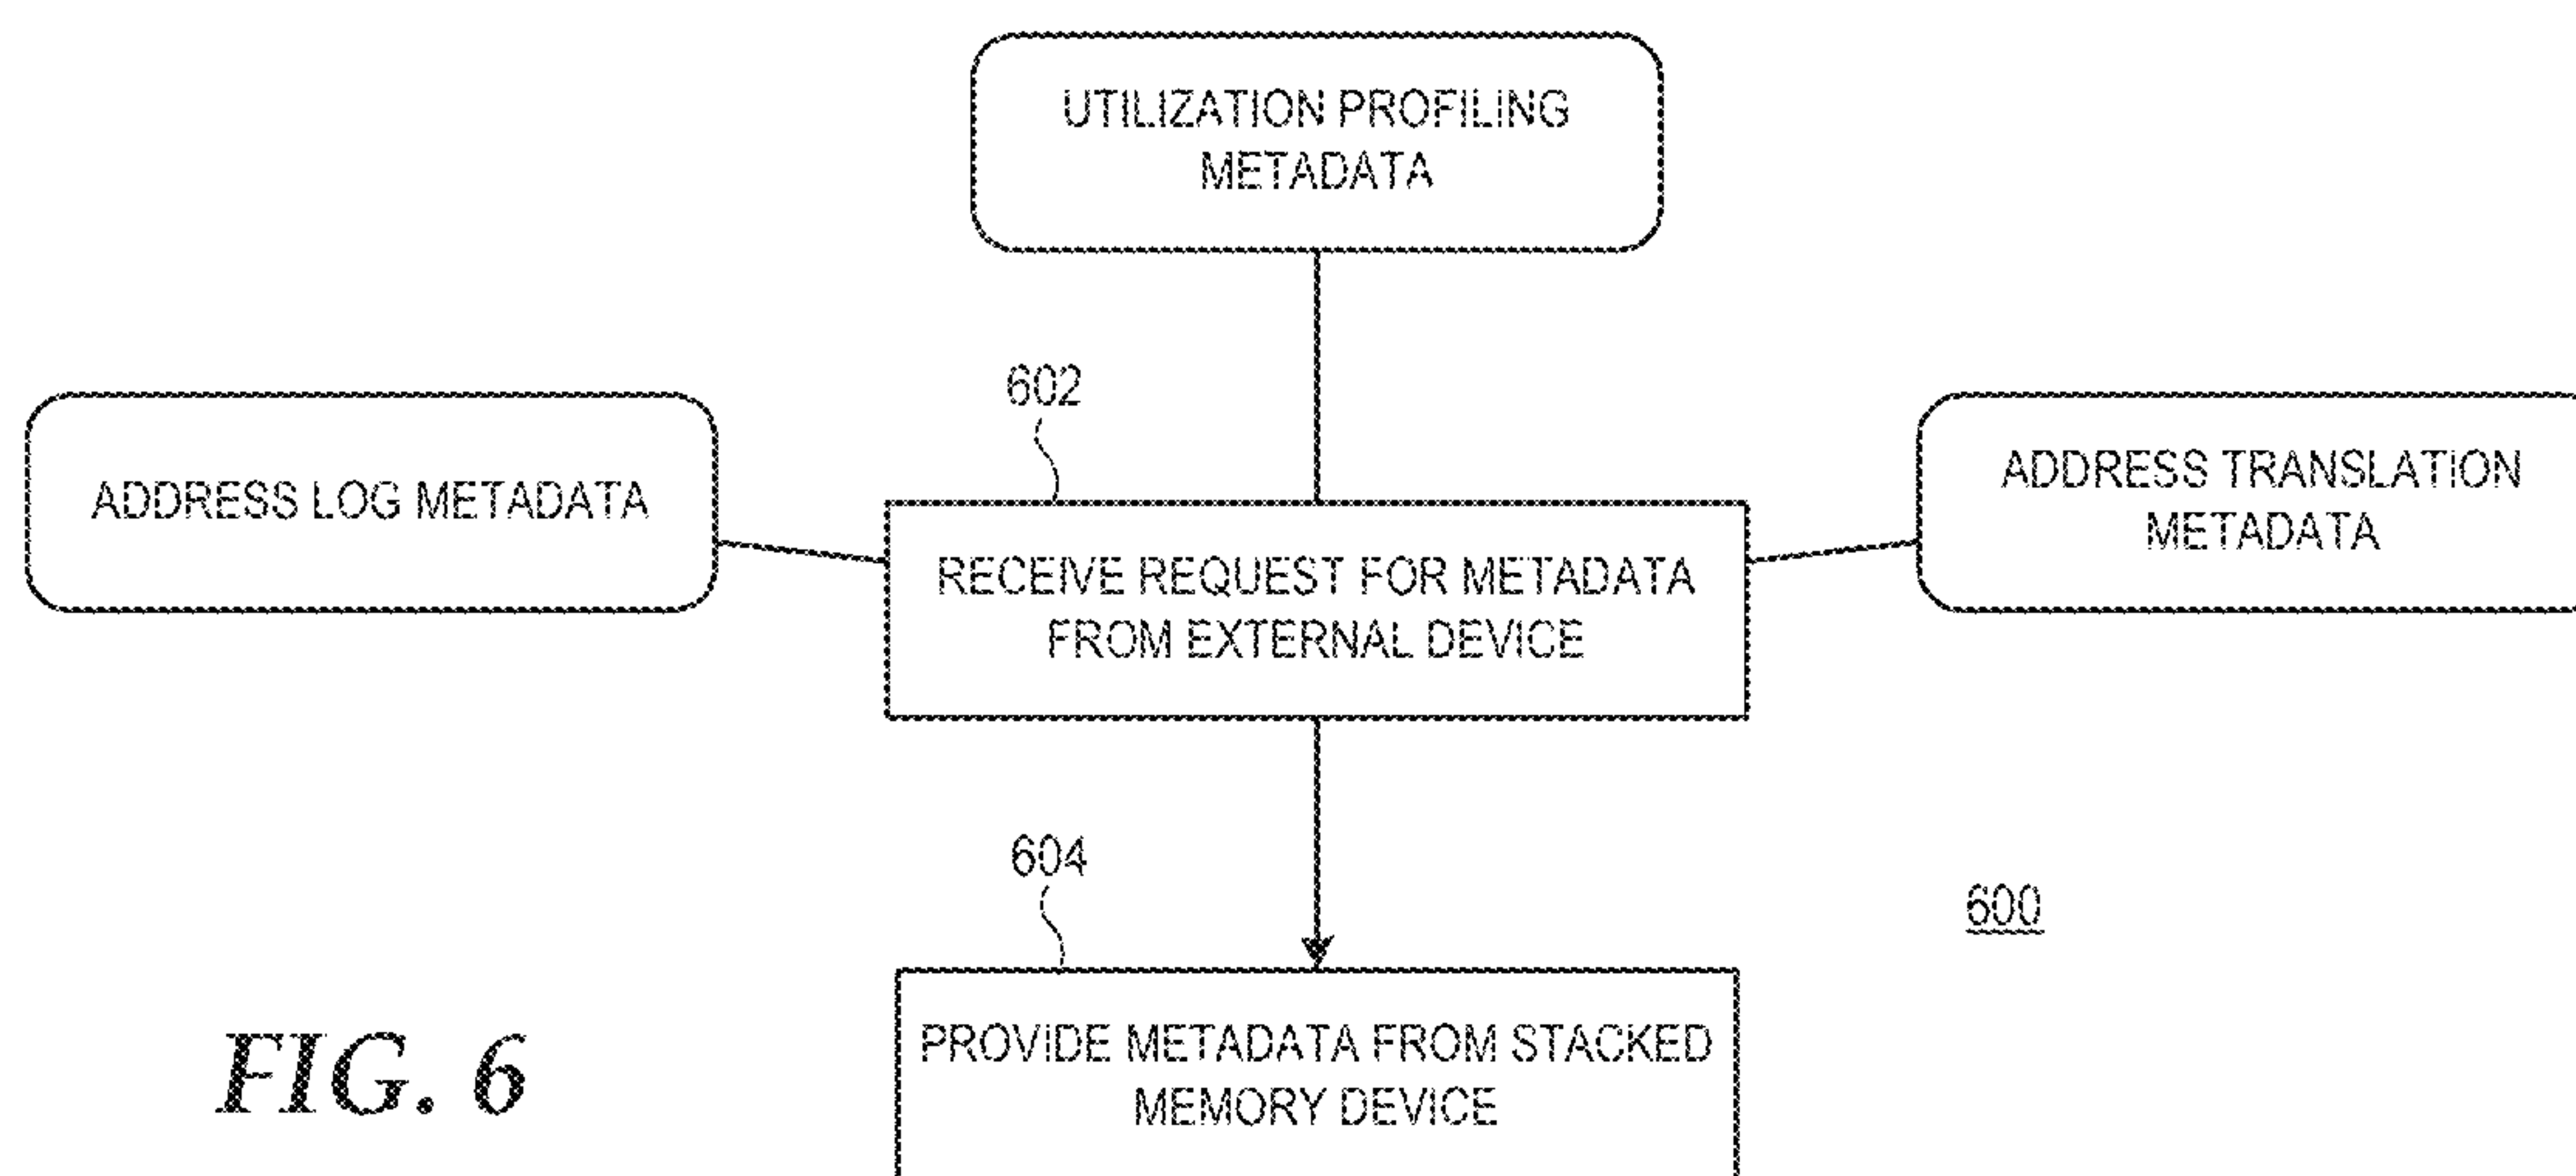 UTILIZATION PROFILING
METADATA
602
ADDRESS LOG METADATA
ADDRESS TRANSLATION
METADATA
RECEIVE REQUEST FOR METADATA
FROM EXTERNAL DEVICE
604
600
PROVIDE METADATA FROM STACKED
MEMORY DEVICE
FIG. 6